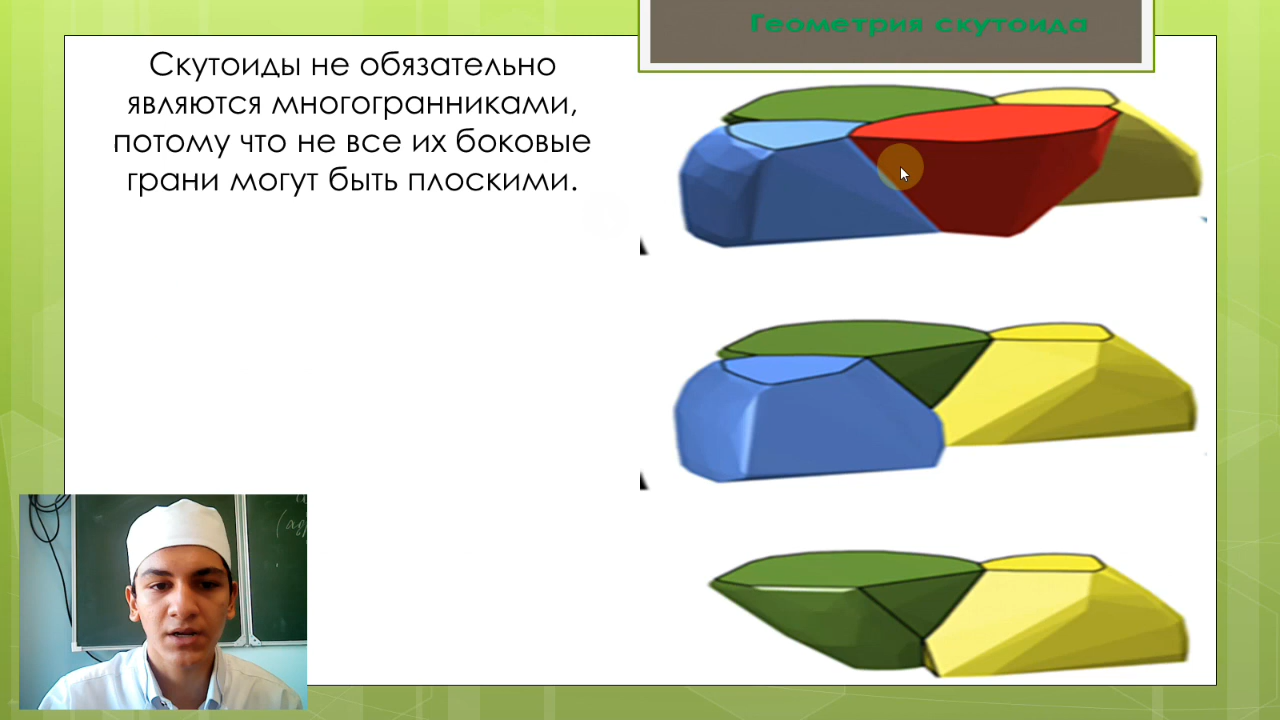 Геометрия скутоида
Скутоиды не обязательно
являются многогранниками,
потому что не все их боковые
грани могут быть плоскими.